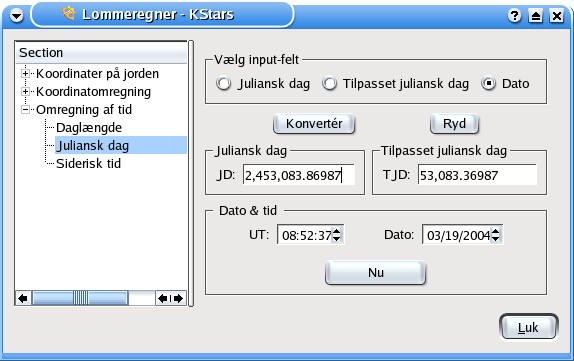 Lommeregner - KStars
Section
Koordinater på jorden
Koordinatomregning
Omregning af tid
Daglængde
Juliansk dag
Siderisk tid
Vælg input-felt
Juliansk dag
Tilpasset juliansk dag
Dato
Konvertér
Ryd
Juliansk dag
JD: 2,453,083.86987
Tilpasset juliansk dag
TJD: 53,083.36987
Dato & tid
UT: 08:52:37
Dato: 03/19/2004
Nu
Luk